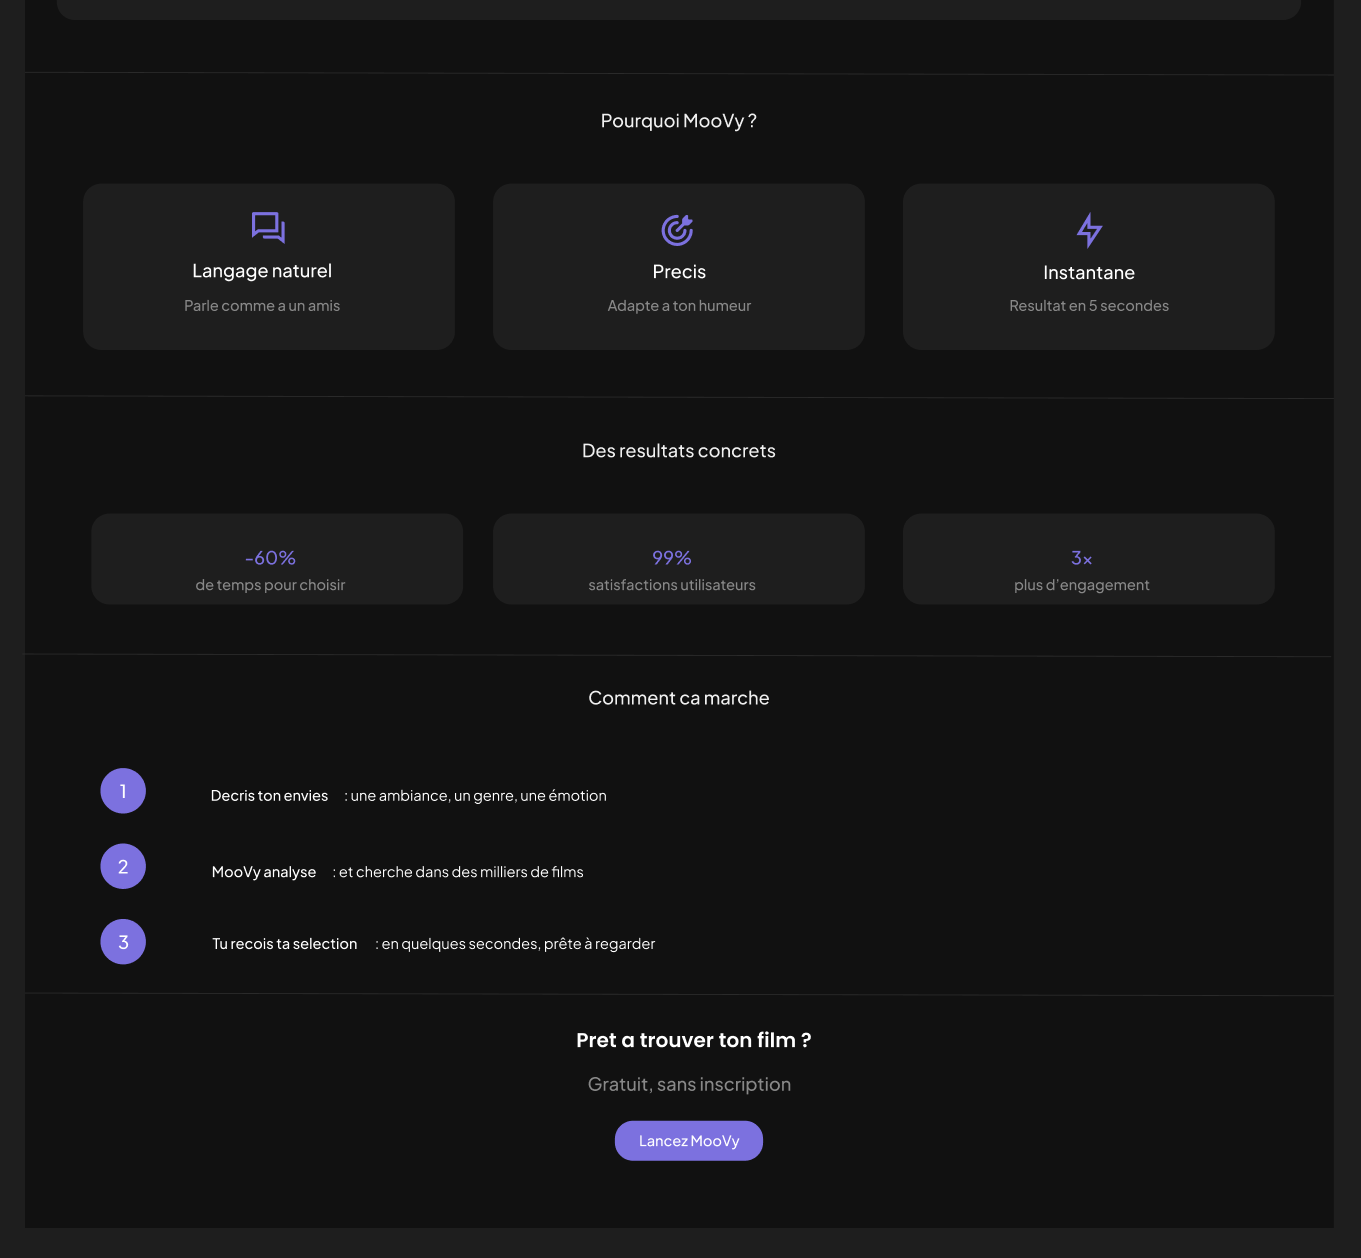 Pourquoi MooVy ?
Langage naturel
Parle comme a un amis
Precis
Adapte a ton humeur
Instantane
Resultat en 5 secondes
Des resultats concrets
-60%
de temps pour choisir
99%
satisfactions utilisateurs
3×
plus d’engagement
Comment ca marche
1
Decris ton envies : une ambiance, un genre, une émotion
2
MooVy analyse : et cherche dans des milliers de films
3
Tu recois ta selection : en quelques secondes, prête à regarder
Pret a trouver ton film ?
Gratuit, sans inscription
Lancez MooVy